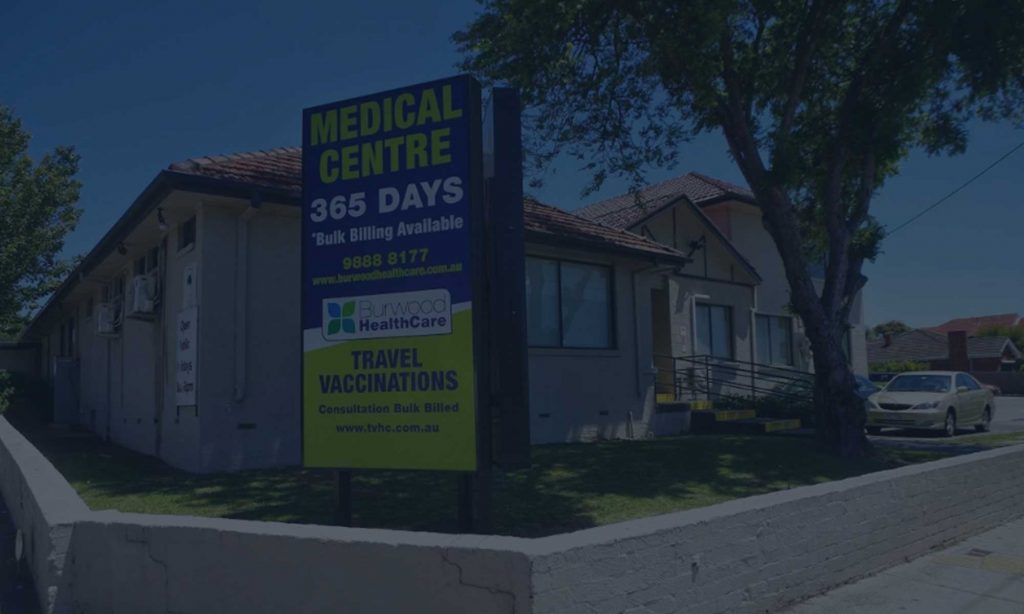 MEDICAL
CENTRE
365 DAYS
*Bulk Billing Available
9888 8177
www.burwoodhealthcare.com.au
Burwood
HealthCare
TRAVEL
VACCINATIONS
Consultation Bulk Billed
www.tvhc.com.au
Open